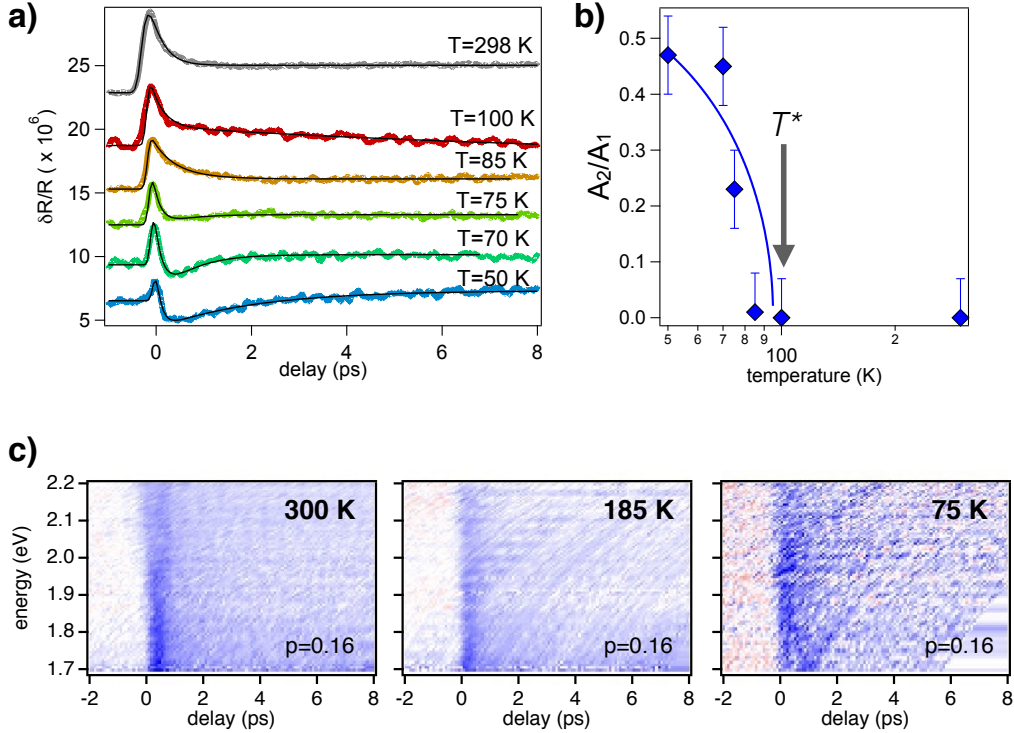 a)
δR/R ( x 10⁶)
25
20
15
10
5
T=298 K
T=100 K
T=85 K
T=75 K
T=70 K
T=50 K
0 2 4 6 8
delay (ps)
b)
A₂/A₁
0.5
0.4
0.3
0.2
0.1
0.0
T*
5 6 7 8 9 100 2
temperature (K)
c)
energy (eV)
2.2
2.1
2.0
1.9
1.8
1.7
300 K
p=0.16
-2 0 2 4 6 8
delay (ps)
185 K
p=0.16
-2 0 2 4 6 8
delay (ps)
75 K
p=0.16
-2 0 2 4 6 8
delay (ps)